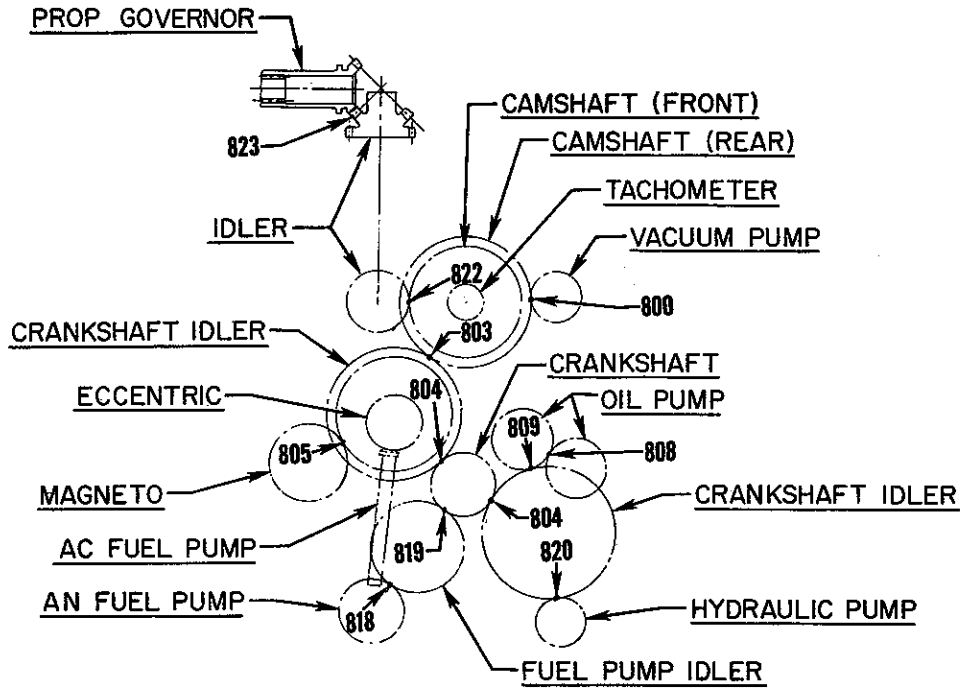 PROP GOVERNOR
CAMSHAFT (FRONT)
823
CAMSHAFT (REAR)
TACHOMETER
IDLER
VACUUM PUMP
822
800
CRANKSHAFT IDLER
803
CRANKSHAFT
804
ECCENTRIC
OIL PUMP
809
805
808
MAGNETO
CRANKSHAFT IDLER
804
AC FUEL PUMP
819
820
AN FUEL PUMP
818
HYDRAULIC PUMP
FUEL PUMP IDLER